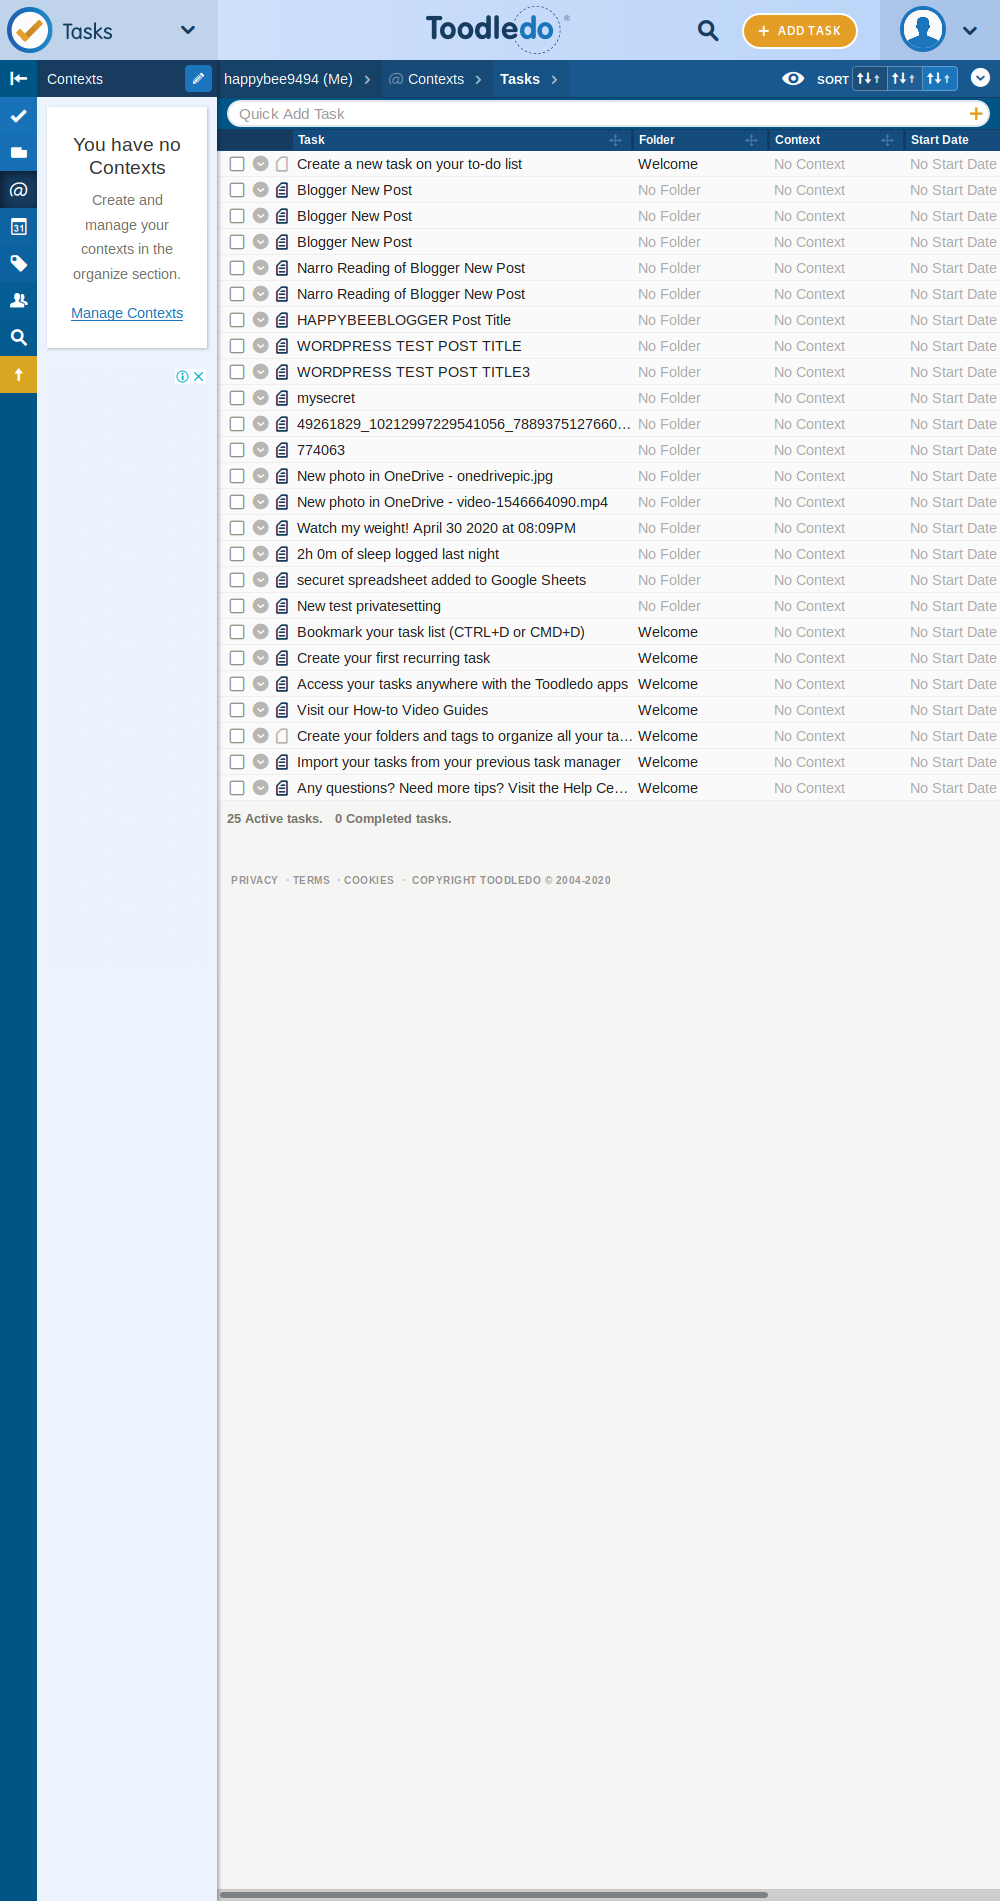 Tasks
Toodledo®
+ ADD TASK
Contexts
happybee9494 (Me)
@ Contexts
Tasks
SORT
Quick Add Task
Task Folder Context Start Date
You have no
Contexts
Create and
manage your
contexts in the
organize section.
Manage Contexts
31
Create a new task on your to-do list Welcome No Context No Start Date
Blogger New Post No Folder No Context No Start Date
Blogger New Post No Folder No Context No Start Date
Blogger New Post No Folder No Context No Start Date
Narro Reading of Blogger New Post No Folder No Context No Start Date
Narro Reading of Blogger New Post No Folder No Context No Start Date
HAPPYBEEBLOGGER Post Title No Folder No Context No Start Date
WORDPRESS TEST POST TITLE No Folder No Context No Start Date
WORDPRESS TEST POST TITLE3 No Folder No Context No Start Date
mysecret No Folder No Context No Start Date
49261829_10212997229541056_7889375127660... No Folder No Context No Start Date
774063 No Folder No Context No Start Date
New photo in OneDrive - onedrivepic.jpg No Folder No Context No Start Date
New photo in OneDrive - video-1546664090.mp4 No Folder No Context No Start Date
Watch my weight! April 30 2020 at 08:09PM No Folder No Context No Start Date
2h 0m of sleep logged last night No Folder No Context No Start Date
securet spreadsheet added to Google Sheets No Folder No Context No Start Date
New test privatesetting No Folder No Context No Start Date
Bookmark your task list (CTRL+D or CMD+D) Welcome No Context No Start Date
Create your first recurring task Welcome No Context No Start Date
Access your tasks anywhere with the Toodledo apps Welcome No Context No Start Date
Visit our How-to Video Guides Welcome No Context No Start Date
Create your folders and tags to organize all your ta... Welcome No Context No Start Date
Import your tasks from your previous task manager Welcome No Context No Start Date
Any questions? Need more tips? Visit the Help Ce... Welcome No Context No Start Date
25 Active tasks. 0 Completed tasks.
PRIVACY · TERMS · COOKIES · COPYRIGHT TOODLEDO © 2004-2020